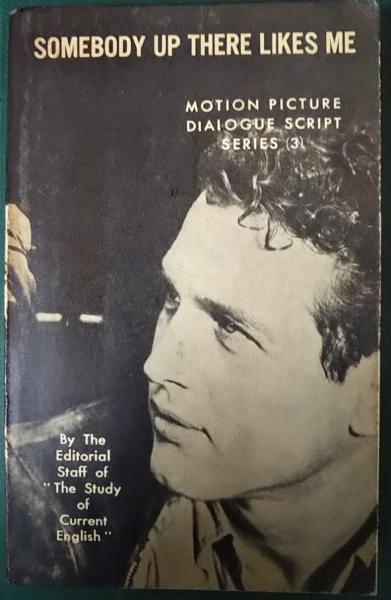 SOMEBODY UP THERE LIKES ME
MOTION PICTURE
DIALOGUE SCRIPT
SERIES (3)
By The
Editorial
Staff of
"The Study
of
Current
English"